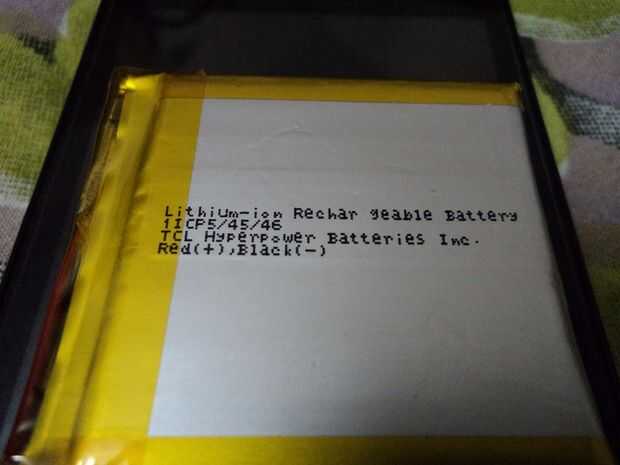 Lithium-ion Rechar geable Battery
1ICP5/45/46
TCL Hyperpower Batteries Inc.
Red(+),Black(-)